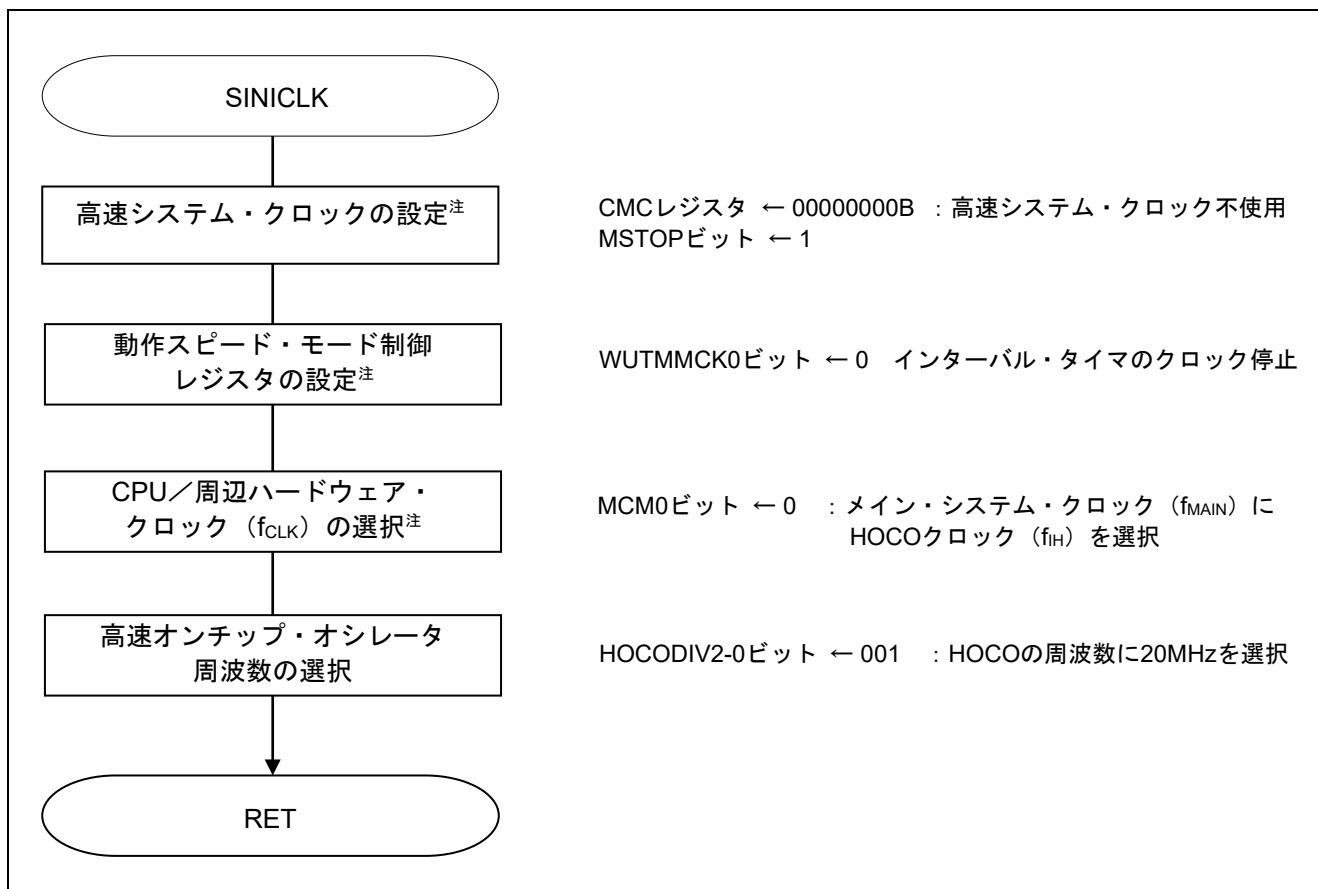 SINICLK
高速システム・クロックの設定注
CMCレジスタ ← 00000000B ：高速システム・クロック不使用
MSTOPビット ← 1
動作スピード・モード制御
レジスタの設定注
WUTMMCK0ビット ← 0 インターバル・タイマのクロック停止
CPU／周辺ハードウェア・
クロック（fCLK）の選択注
MCM0ビット ← 0 ：メイン・システム・クロック（fMAIN）に
HOCOクロック（fIH）を選択
高速オンチップ・オシレータ
周波数の選択
HOCODIV2-0ビット ← 001 ：HOCOの周波数に20MHzを選択
RET